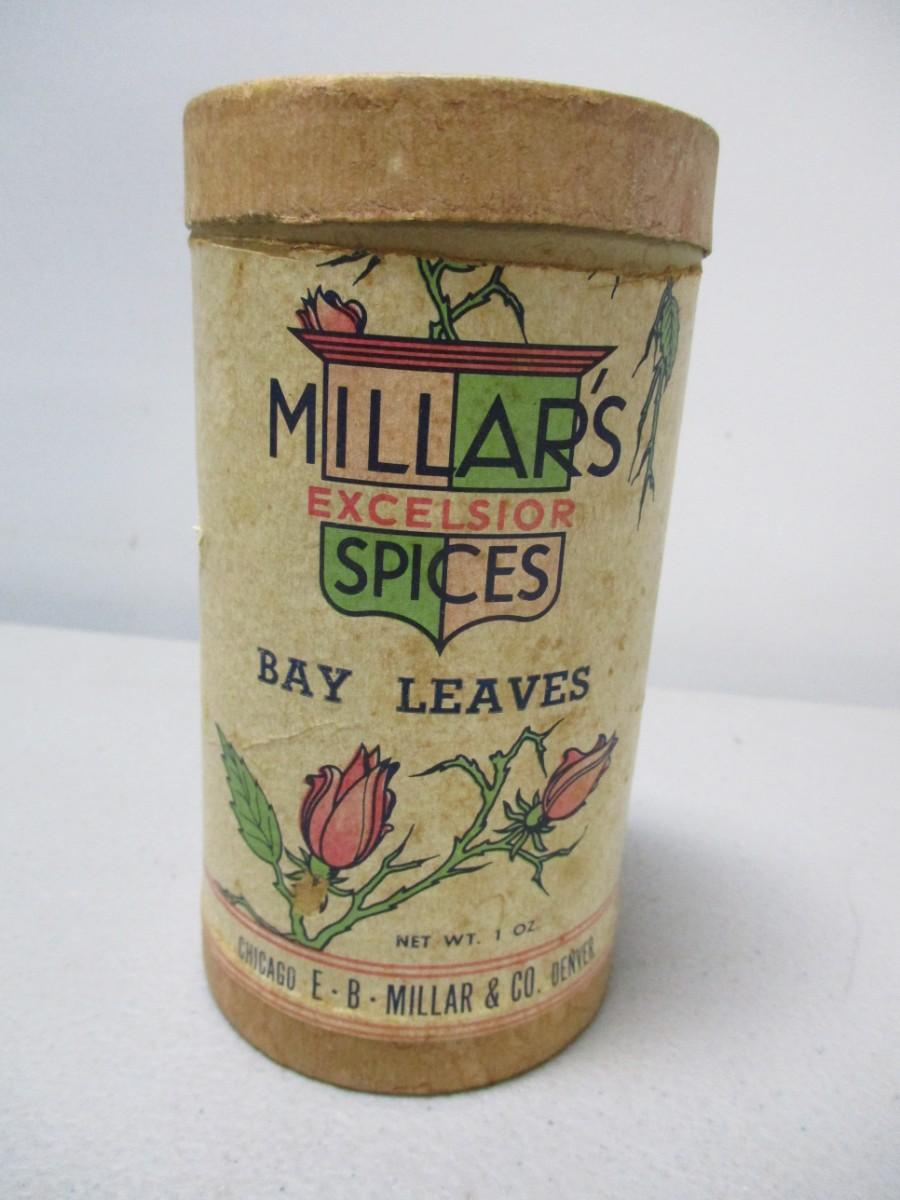 MILLAR'S
EXCELSIOR
SPICES
BAY LEAVES
NET WT. 1 OZ.
CHICAGO E·B·MILLAR & CO. DENVER